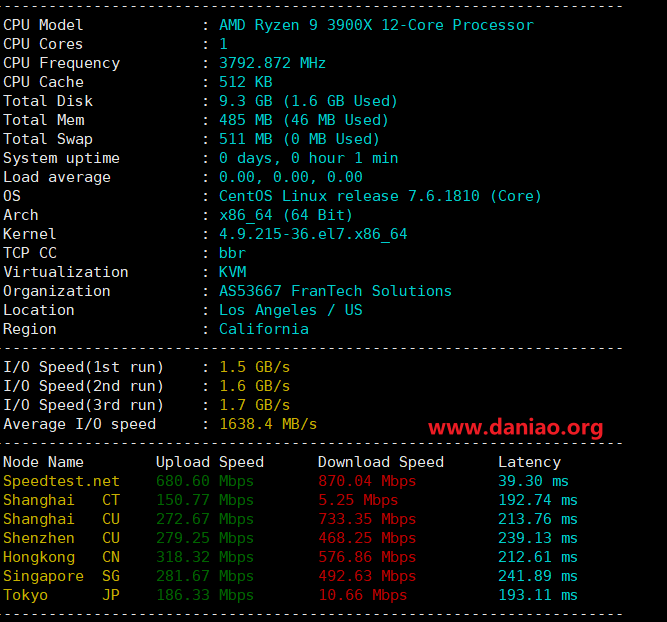 CPU Model : AMD Ryzen 9 3900X 12-Core Processor
CPU Cores : 1
CPU Frequency : 3792.872 MHz
CPU Cache : 512 KB
Total Disk : 9.3 GB (1.6 GB Used)
Total Mem : 485 MB (46 MB Used)
Total Swap : 511 MB (0 MB Used)
System uptime : 0 days, 0 hour 1 min
Load average : 0.00, 0.00, 0.00
OS : CentOS Linux release 7.6.1810 (Core)
Arch : x86_64 (64 Bit)
Kernel : 4.9.215-36.el7.x86_64
TCP CC : bbr
Virtualization : KVM
Organization : AS53667 FranTech Solutions
Location : Los Angeles / US
Region : California
I/O Speed(1st run) : 1.5 GB/s
I/O Speed(2nd run) : 1.6 GB/s
I/O Speed(3rd run) : 1.7 GB/s
Average I/O speed : 1638.4 MB/s
www.daniao.org
Node Name Upload Speed Download Speed Latency
Speedtest.net 680.60 Mbps 870.04 Mbps 39.30 ms
Shanghai CT 150.77 Mbps 5.25 Mbps 192.74 ms
Shanghai CU 272.67 Mbps 733.35 Mbps 213.76 ms
Shenzhen CU 279.25 Mbps 468.25 Mbps 239.13 ms
Hongkong CN 318.32 Mbps 576.86 Mbps 212.61 ms
Singapore SG 281.67 Mbps 492.63 Mbps 241.89 ms
Tokyo JP 186.33 Mbps 10.66 Mbps 193.11 ms